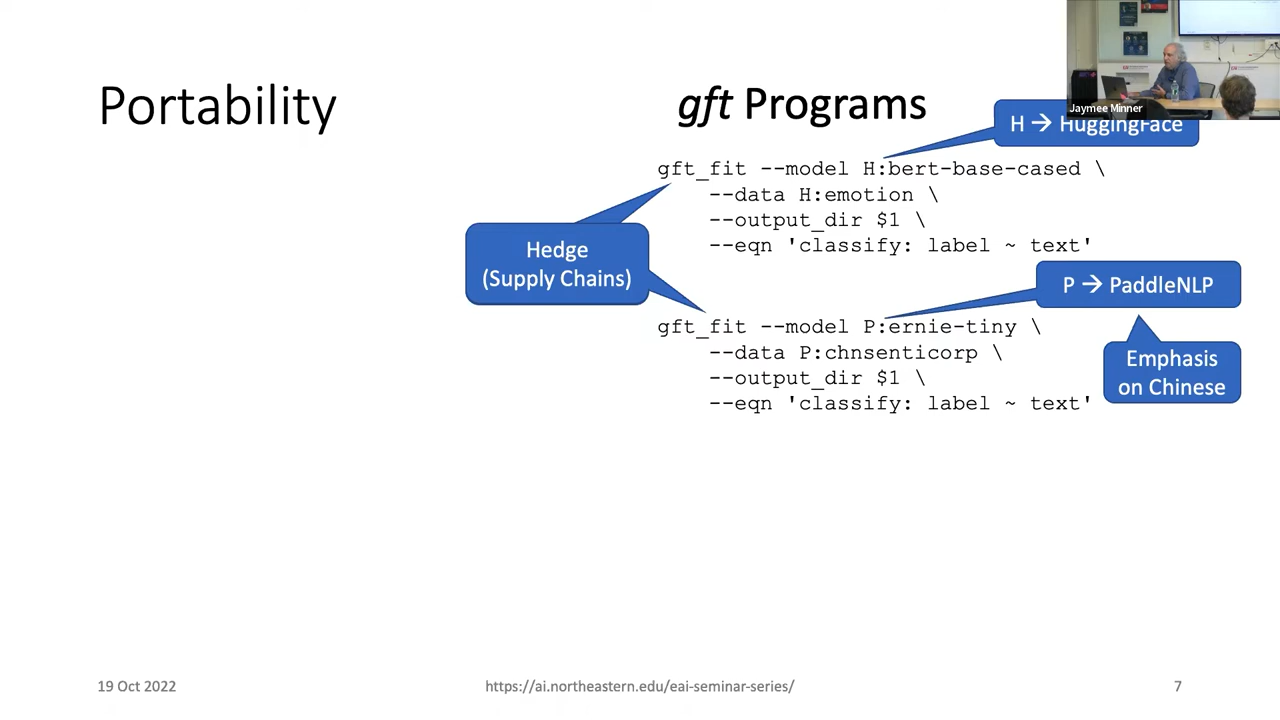 Portability
gft Programs
Jaymee Minner
H → HuggingFace
gft_fit --model H:bert-base-cased \
--data H:emotion \
--output_dir $1 \
--eqn 'classify: label ~ text'
Hedge
(Supply Chains)
P → PaddleNLP
gft_fit --model P:ernie-tiny \
--data P:chnsenticorp \
--output_dir $1 \
--eqn 'classify: label ~ text'
Emphasis
on Chinese
19 Oct 2022
https://ai.northeastern.edu/eai-seminar-series/
7